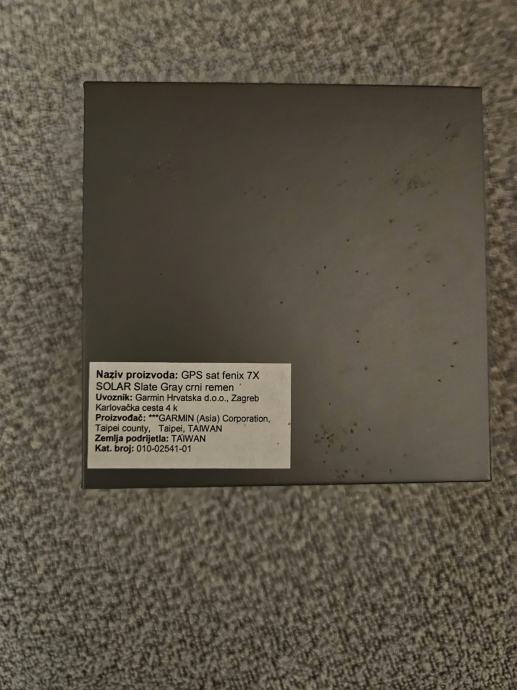 Naziv proizvoda: GPS sat fenix 7X
SOLAR Slate Gray crni remen
Uvoznik: Garmin Hrvatska d.o.o., Zagreb
Karlovačka cesta 4 k
Proizvođač: ***GARMIN (Asia) Corporation,
Taipei county, Taipei, TAIWAN
Zemlja podrijetla: TAIWAN
Kat. broj: 010-02541-01